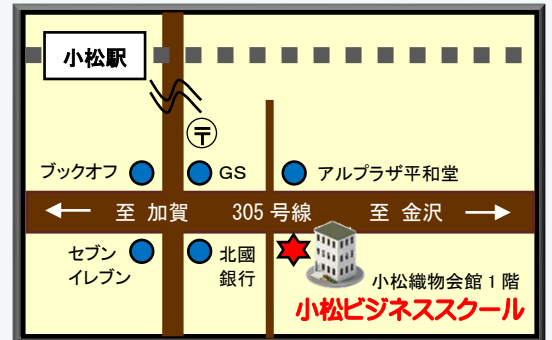 小松駅
〒
ブックオフ
GS
アルプラザ平和堂
至 加賀
305 号線
至 金沢
セブン
イレブン
北國
銀行
小松織物会館 1 階
小松ビジネススクール